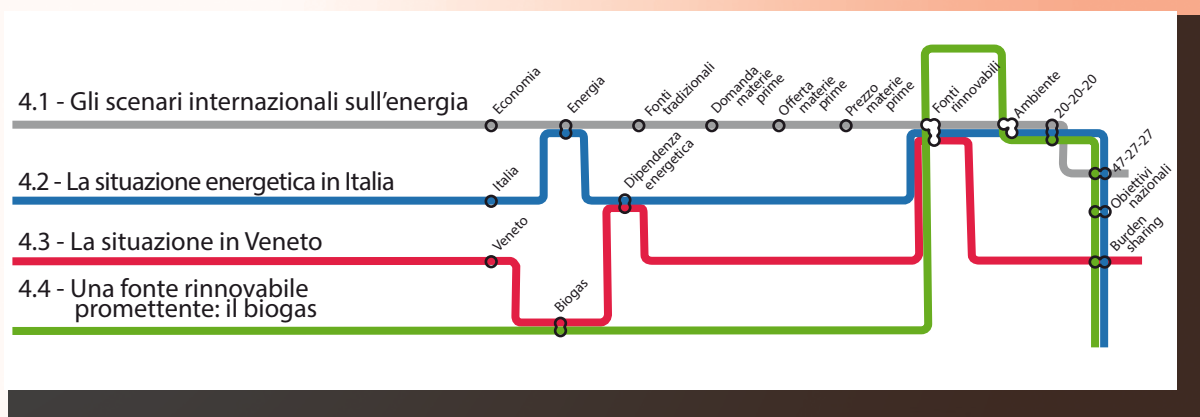 4.1 - Gli scenari internazionali sull'energia
Economia
Energia
Fonti
tradizionali
Domanda
materie
prime
Offerta
materie
prime
Prezzo
materie
prime
Fonti
rinnovabili
Ambiente
20-20-20
47-27-27
4.2 - La situazione energetica in Italia
Italia
Dipendenza
energetica
Obiettivi
nazionali
4.3 - La situazione in Veneto
Veneto
Burden
sharing
4.4 - Una fonte rinnovabile
promettente: il biogas
Biogas